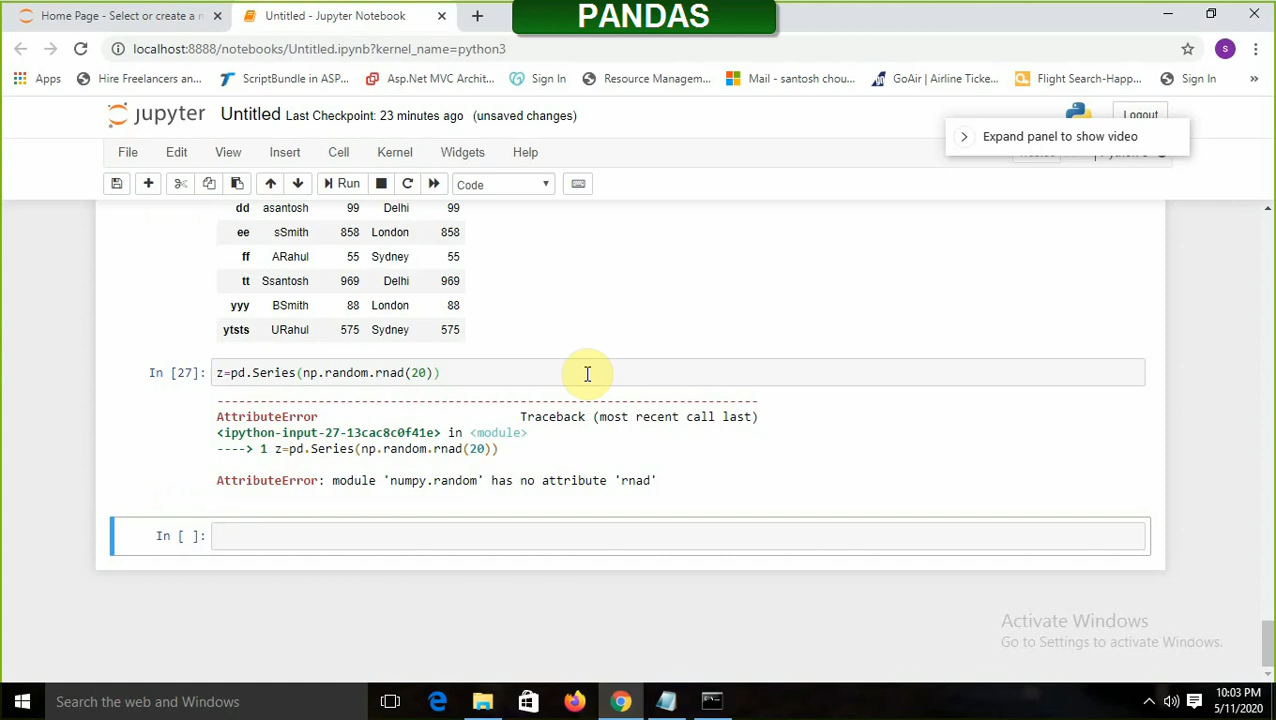 PANDAS
Home Page - Select or create a n
Untitled - Jupyter Notebook
localhost:8888/notebooks/Untitled.ipynb?kernel_name=python3
S
Apps
Hire Freelancers an...
ScriptBundle in ASP...
Asp.Net MVC Archit...
Sign In
Resource Managem...
Mail - santosh chou...
GoAir | Airline Ticke...
Flight Search-Happ...
Sign In
»
jupyter Untitled Last Checkpoint: 23 minutes ago (unsaved changes)
Logout
Expand panel to show video
File Edit View Insert Cell Kernel Widgets Help
Run
Code
dd asantosh 99 Delhi 99
ee sSmith 858 London 858
ff ARahul 55 Sydney 55
tt Ssantosh 969 Delhi 969
yyy BSmith 88 London 88
ytsts URahul 575 Sydney 575
In [27]: z=pd.Series(np.random.rnad(20))
---------------------------------------------------------------------------
AttributeError Traceback (most recent call last)
<ipython-input-27-13cac8c0f41e> in <module>
----> 1 z=pd.Series(np.random.rnad(20))
AttributeError: module 'numpy.random' has no attribute 'rnad'
In [ ]:
Activate Windows
Go to Settings to activate Windows.
Search the web and Windows
10:03 PM
5/11/2020